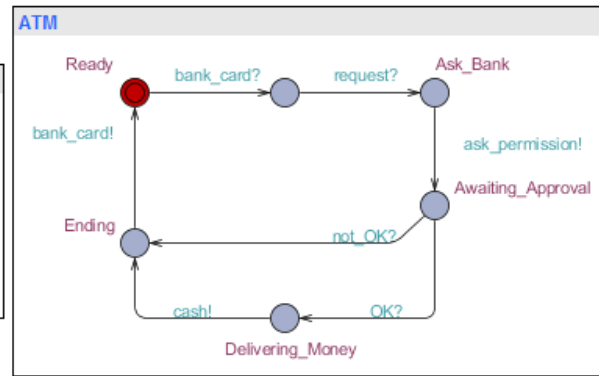 ATM
Ready
bank_card?
request?
Ask_Bank
bank_card!
ask_permission!
Awaiting_Approval
Ending
not_OK?
cash!
OK?
Delivering_Money